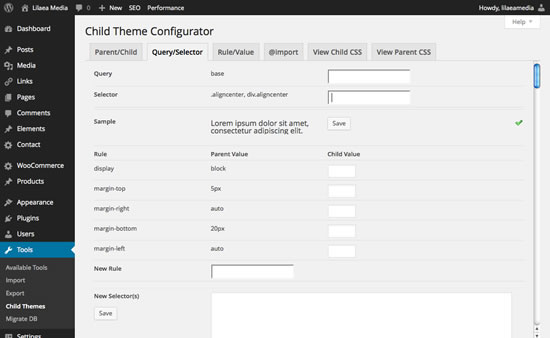 Lilaea Media 0 + New SEO Performance Howdy, lilaeamedia
Help
Dashboard
Posts
Media
Links
Pages
Comments
Elements
Contact
WooCommerce
Products
Appearance
Plugins
Users
Tools
Available Tools
Import
Export
Child Themes
Migrate DB
Settings
Child Theme Configurator
Parent/Child Query/Selector Rule/Value @import View Child CSS View Parent CSS
Query base
Selector .aligncenter, div.aligncenter
Sample Lorem ipsum dolor sit amet, Save
consectetur adipiscing elit.
Rule Parent Value Child Value
display block
margin-top 5px
margin-right auto
margin-bottom 20px
margin-left auto
New Rule
New Selector(s)
Save